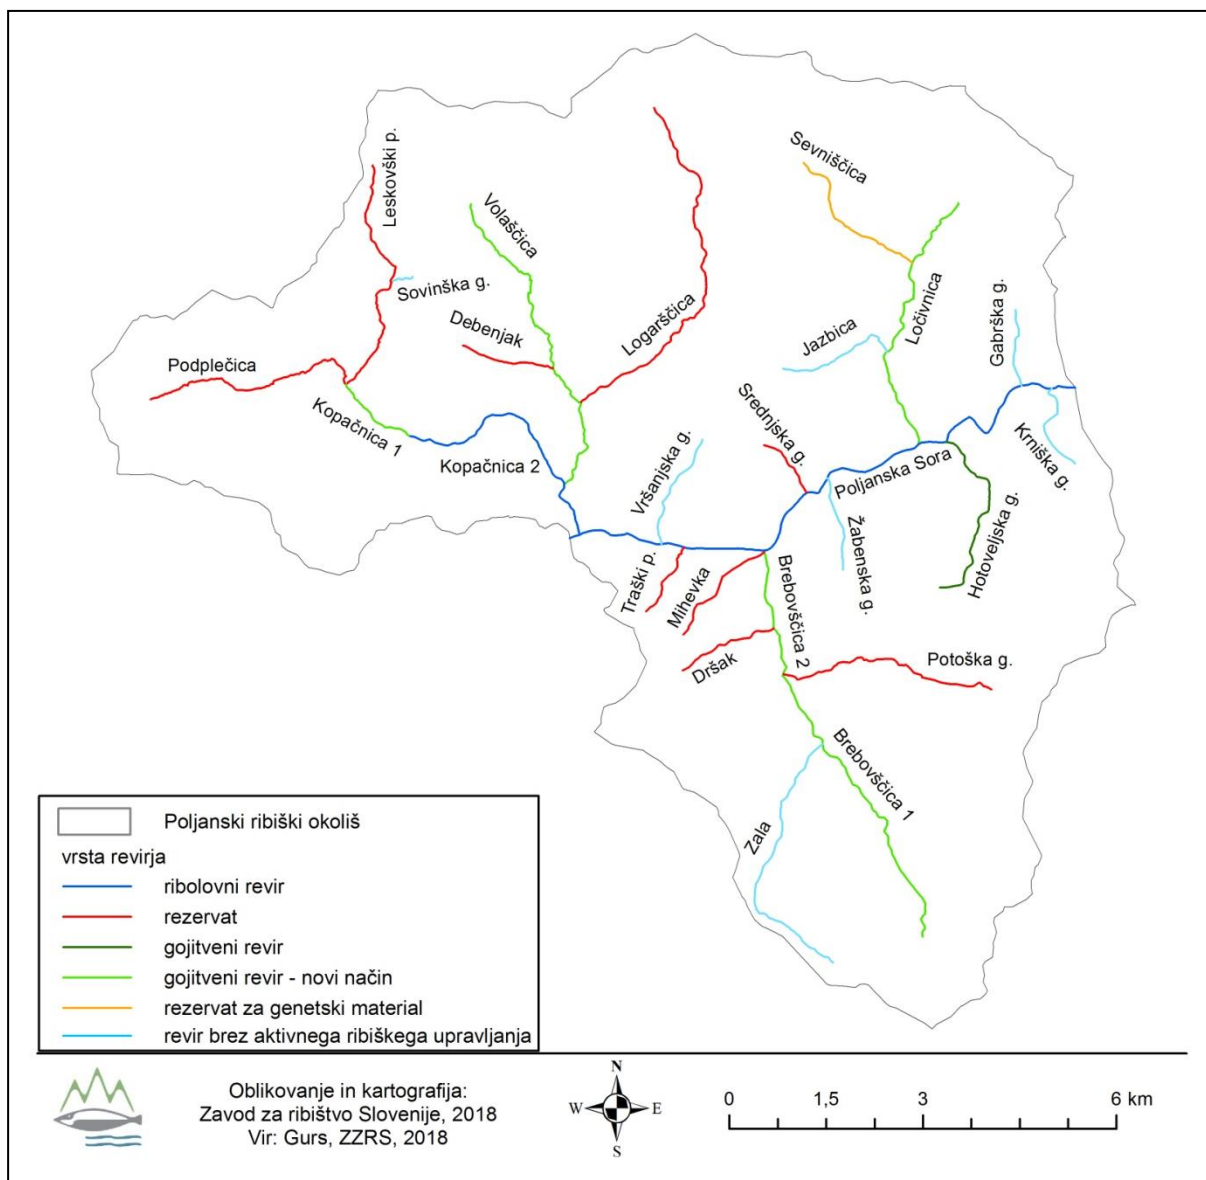 Leskovški p.
Sevniščica
Volaščica
Sovinška g.
Debenjak
Logarščica
Ločivnica
Gabrška g.
Jazbica
Podplečica
Kopačnica 1
Srednjska g.
Kopačnica 2
Vršanjska g.
Poljanska Sora
Krniška g.
Žabenska g.
Hotoveljska g.
Traški p.
Mihevka
Brebovščica 2
Dršak
Potoška g.
Brebovščica 1
Zala
Poljanski ribiški okoliš
vrsta revirja
ribolovni revir
rezervat
gojitveni revir
gojitveni revir - novi način
rezervat za genetski material
revir brez aktivnega ribiškega upravljanja
Oblikovanje in kartografija:
Zavod za ribištvo Slovenije, 2018
Vir: Gurs, ZZRS, 2018
N
W E
S
0 1,5 3 6 km